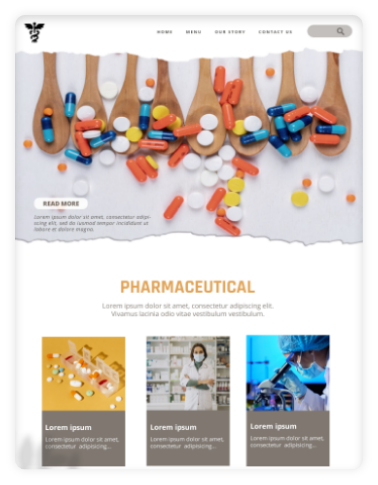 HOME MENU OUR STORY CONTACT US
READ MORE
Lorem ipsum dolor sit amet, consectetur adipi-
scing elit, sed do iusmod tempor incididunt ut
labore et dolore magna.
PHARMACEUTICAL
Lorem ipsum dolor sit amet, consectetur adipiscing elit.
Vivamus lacinia odio vitae vestibulum vestibulum.
Lorem ipsum
Lorem ipsum dolor sit amet,
consectetur adipiscing...
Lorem ipsum
Lorem ipsum dolor sit amet,
consectetur adipiscing...
Lorem ipsum
Lorem ipsum dolor sit amet,
consectetur adipiscing...